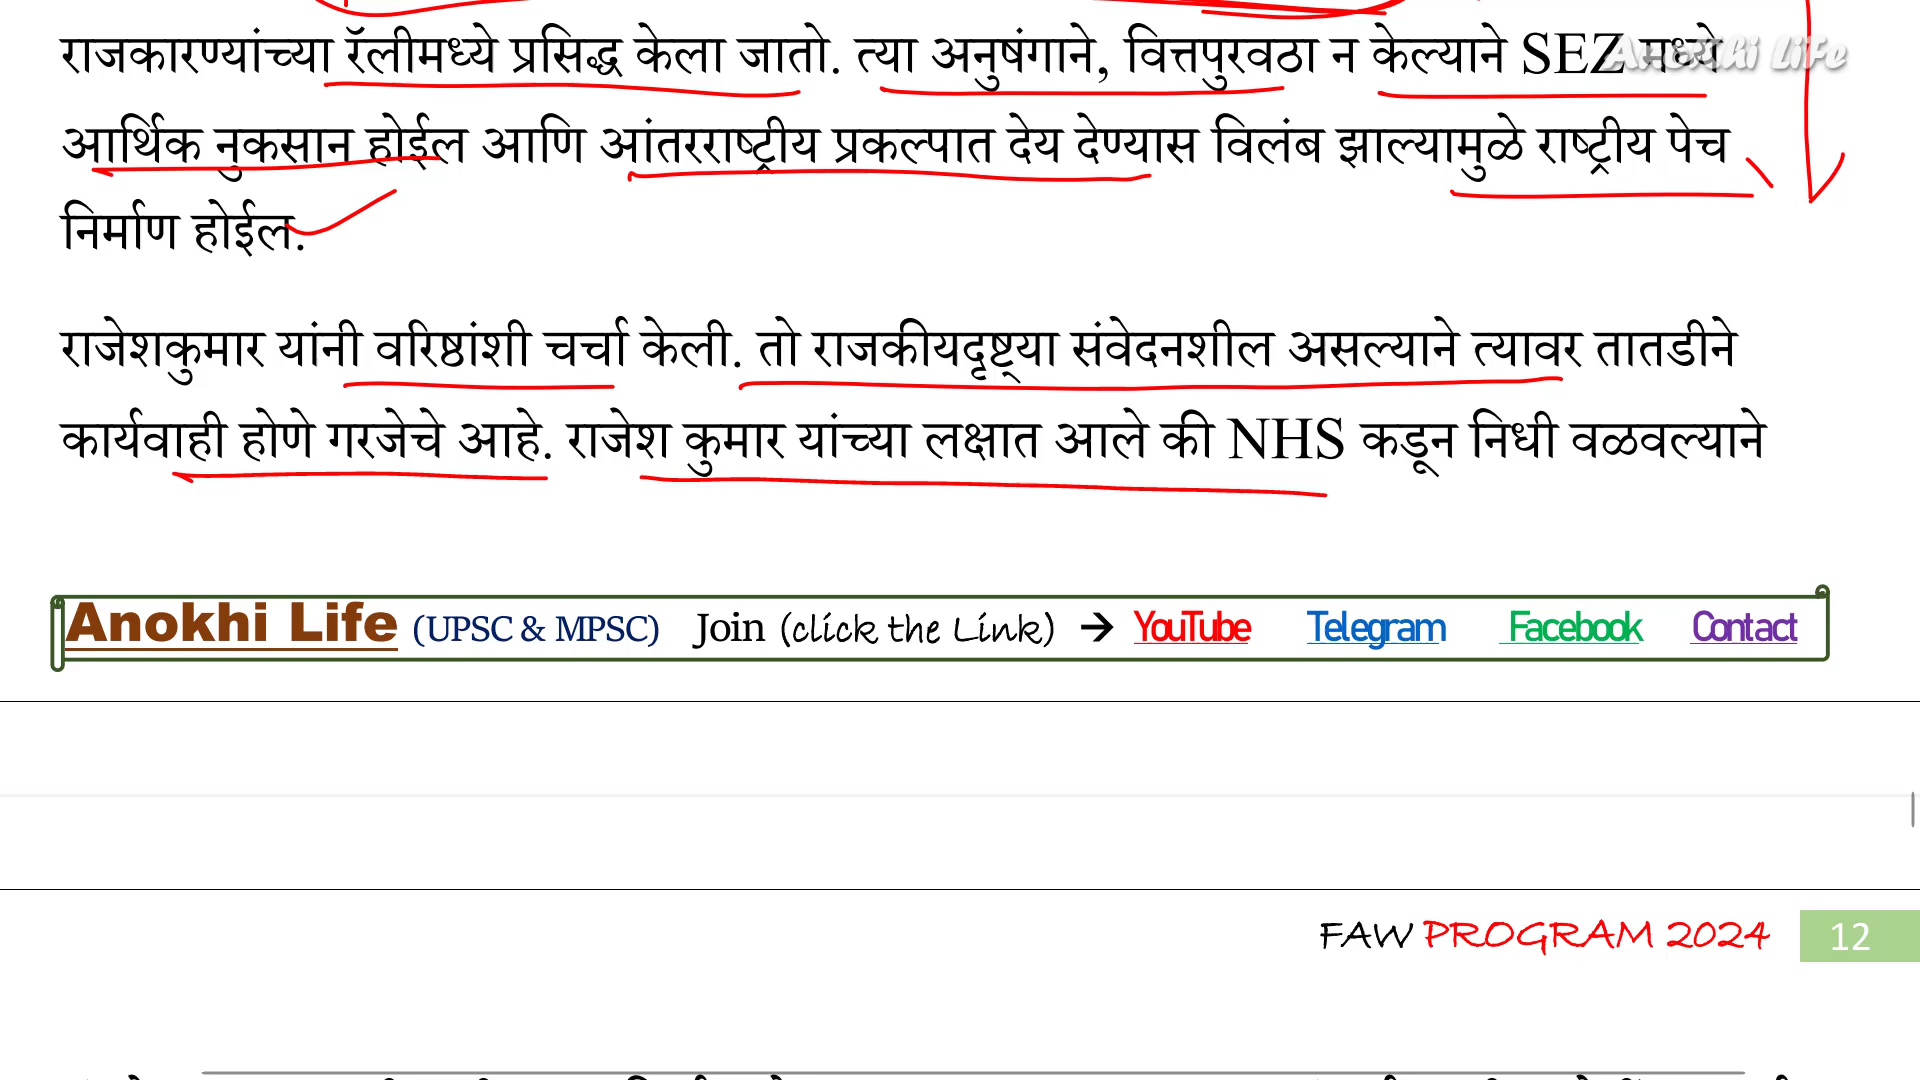 राजकारण्यांच्या रॅलीमध्ये प्रसिद्ध केला जातो. त्या अनुषंगाने, वित्तपुरवठा न केल्याने SEZ मध्ये
Anokhi Life
आर्थिक नुकसान होईल आणि आंतरराष्ट्रीय प्रकल्पात देय देण्यास विलंब झाल्यामुळे राष्ट्रीय पेच
निर्माण होईल.
राजेशकुमार यांनी वरिष्ठांशी चर्चा केली. तो राजकीयदृष्ट्या संवेदनशील असल्याने त्यावर तातडीने
कार्यवाही होणे गरजेचे आहे. राजेश कुमार यांच्या लक्षात आले की NHS कडून निधी वळवल्याने
Anokhi Life (UPSC & MPSC) Join (click the Link) → YouTube Telegram Facebook Contact
FAW PROGRAM 2024 12